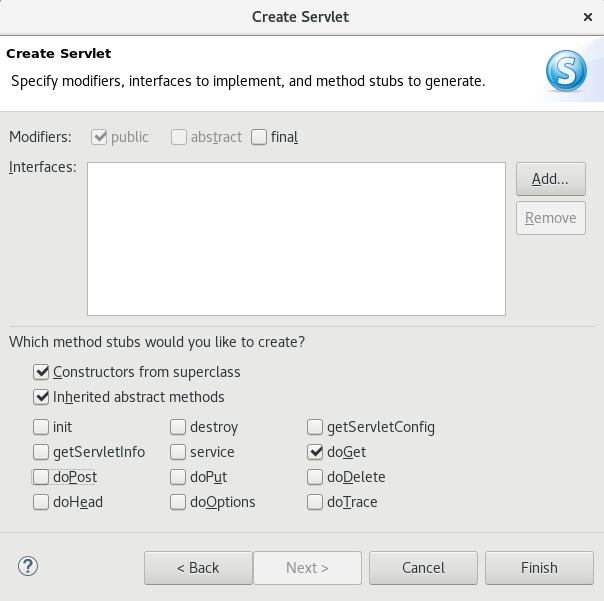 Create Servlet
Create Servlet
Specify modifiers, interfaces to implement, and method stubs to generate.
S
Modifiers: public abstract final
Interfaces:
Add...
Remove
Which method stubs would you like to create?
Constructors from superclass
Inherited abstract methods
init destroy getServletConfig
getServletInfo service doGet
doPost doPut doDelete
doHead doOptions doTrace
? < Back Next > Cancel Finish